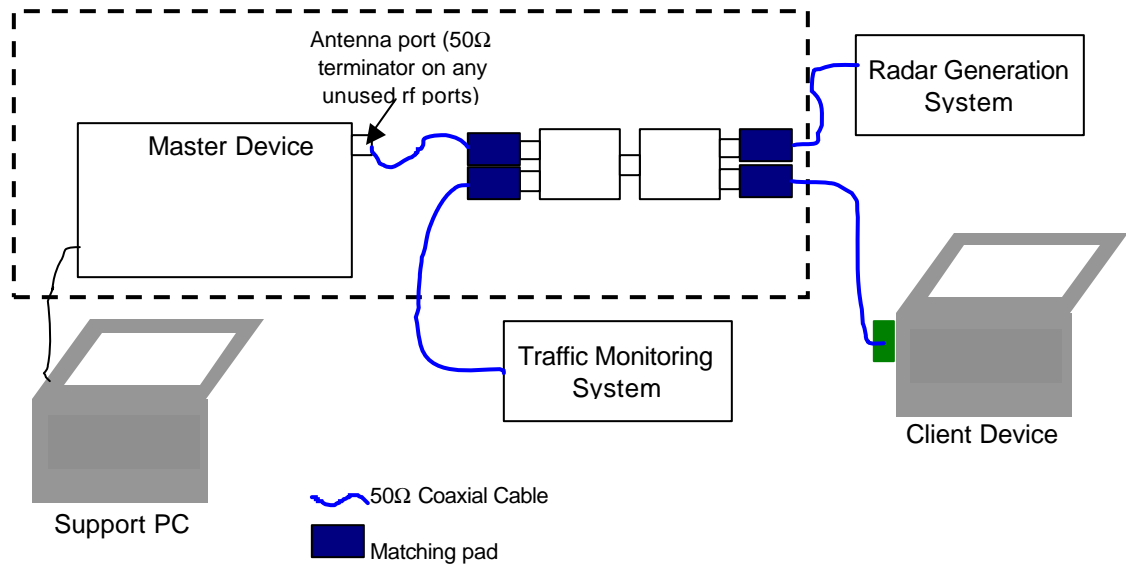 Antenna port (50Ω
terminator on any
unused rf ports)
Master Device
Radar Generation
System
Traffic Monitoring
System
Client Device
Support PC
50Ω Coaxial Cable
Matching pad